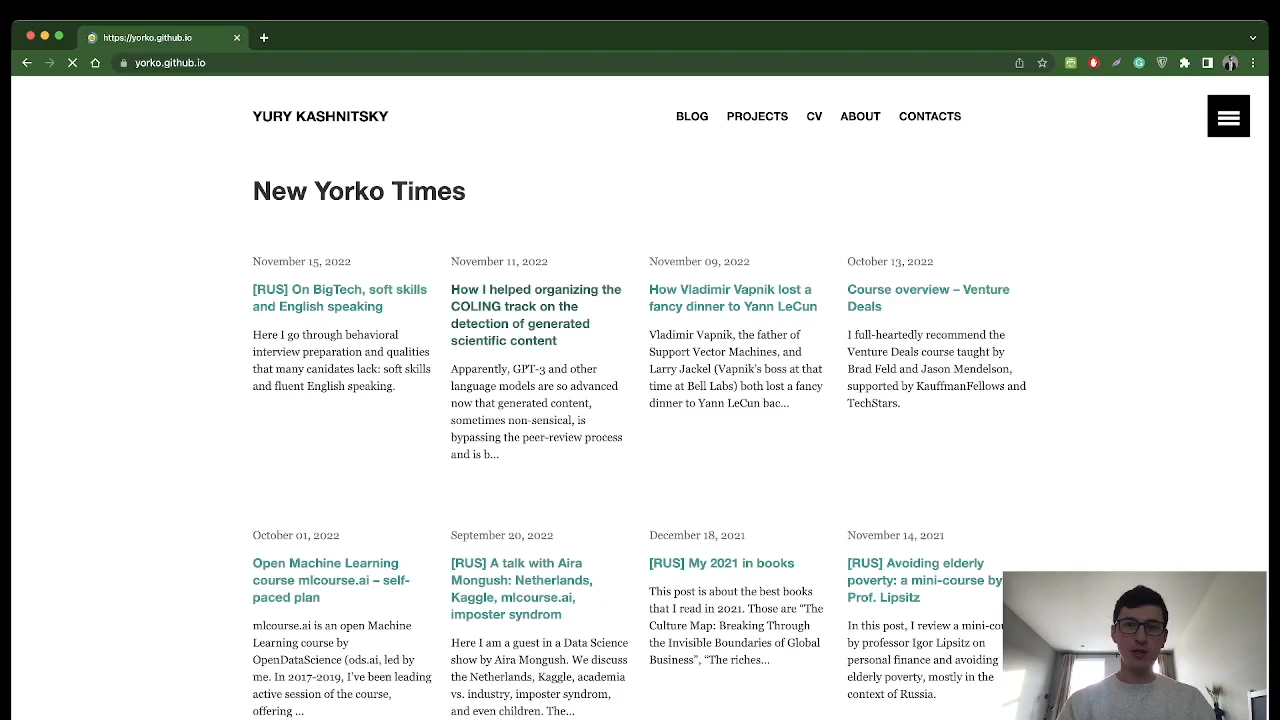 https://yorko.github.io
yorko.github.io
YURY KASHNITSKY
BLOG PROJECTS CV ABOUT CONTACTS
New Yorko Times
November 15, 2022
[RUS] On BigTech, soft skills
and English speaking
Here I go through behavioral
interview preparation and qualities
that many canidates lack: soft skills
and fluent English speaking.
November 11, 2022
How I helped organizing the
COLING track on the
detection of generated
scientific content
Apparently, GPT-3 and other
language models are so advanced
now that generated content,
sometimes non-sensical, is
bypassing the peer-review process
and is b...
November 09, 2022
How Vladimir Vapnik lost a
fancy dinner to Yann LeCun
Vladimir Vapnik, the father of
Support Vector Machines, and
Larry Jackel (Vapnik's boss at that
time at Bell Labs) both lost a fancy
dinner to Yann LeCun bac...
October 13, 2022
Course overview – Venture
Deals
I full-heartedly recommend the
Venture Deals course taught by
Brad Feld and Jason Mendelson,
supported by KauffmanFellows and
TechStars.
October 01, 2022
Open Machine Learning
course mlcourse.ai – self-
paced plan
mlcourse.ai is an open Machine
Learning course by
OpenDataScience (ods.ai, led by
me. In 2017-2019, I've been leading
active session of the course,
offering ...
September 20, 2022
[RUS] A talk with Aira
Mongush: Netherlands,
Kaggle, mlcourse.ai,
imposter syndrom
Here I am a guest in a Data Science
show by Aira Mongush. We discuss
the Netherlands, Kaggle, academia
vs. industry, imposter syndrom,
and even children. The...
December 18, 2021
[RUS] My 2021 in books
This post is about the best books
that I read in 2021. Those are “The
Culture Map: Breaking Through
the Invisible Boundaries of Global
Business”, “The riches...
November 14, 2021
[RUS] Avoiding elderly
poverty: a mini-course by
Prof. Lipsitz
In this post, I review a mini-cou
by professor Igor Lipsitz on
personal finance and avoiding
elderly poverty, mostly in the
context of Russia.